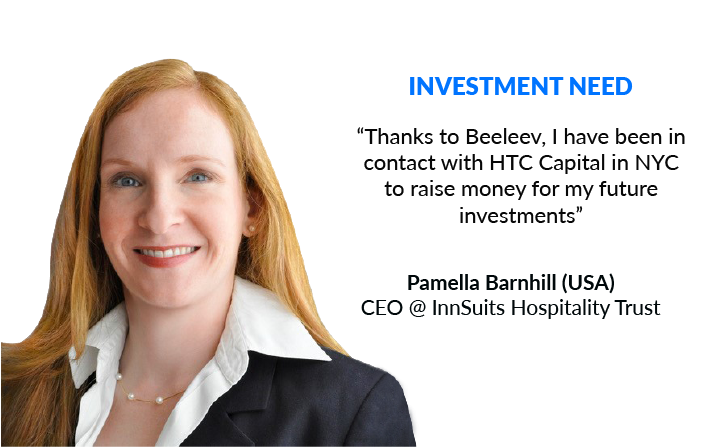 INVESTMENT NEED
“Thanks to Beeleev, I have been in
contact with HTC Capital in NYC
to raise money for my future
investments”
Pamella Barnhill (USA)
CEO @ InnSuits Hospitality Trust